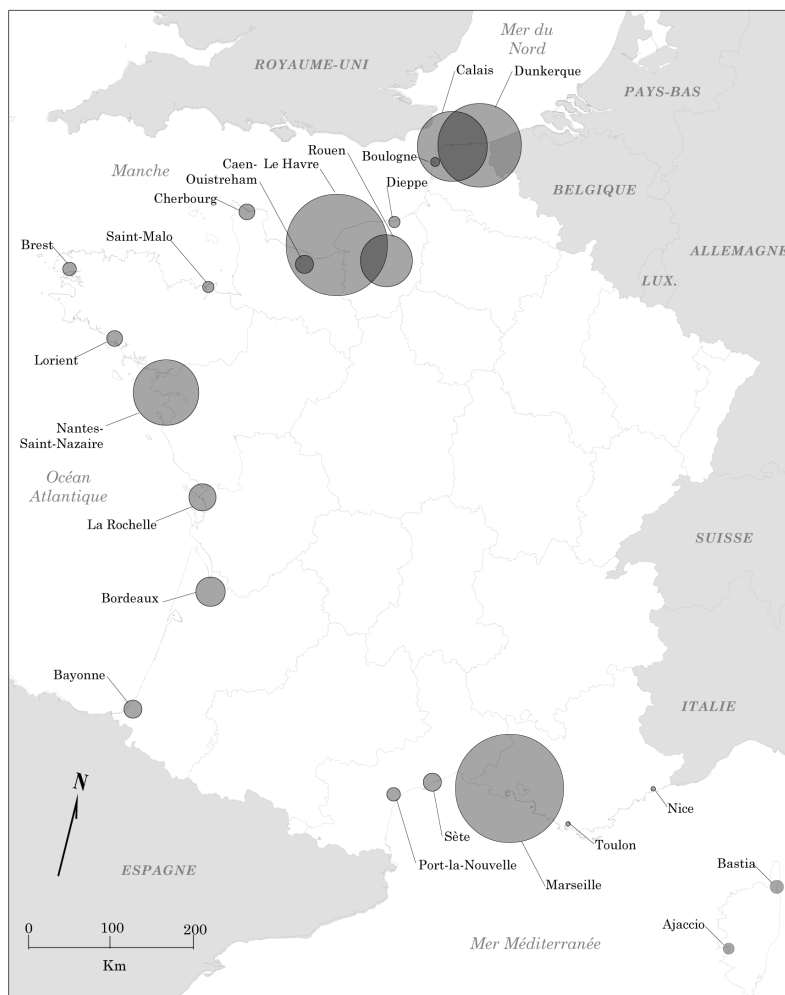 Mer du
Nord
ROYAUME-UNI
Calais
Dunkerque
PAYS-BAS
Rouen
Boulogne
Manche
Caen-
Ouistreham
Le Havre
Dieppe
BELGIQUE
Cherbourg
Saint-Malo
Brest
ALLEMAGNE
LUX.
Lorient
Nantes-
Saint-Nazaire
Océan
Atlantique
La Rochelle
SUISSE
Bordeaux
Bayonne
ITALIE
N
Nice
Sète
Toulon
Port-la-Nouvelle
Marseille
ESPAGNE
Bastia
Ajaccio
0 100 200
Km
Mer Méditerranée